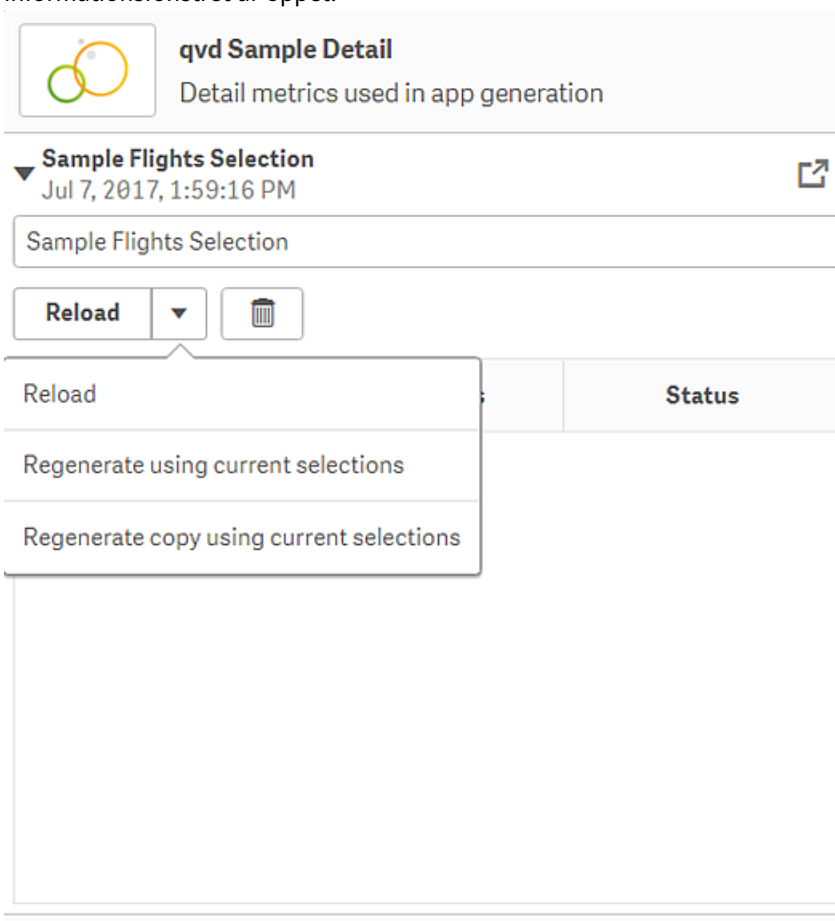 qvd Sample Detail
Detail metrics used in app generation
Sample Flights Selection
Jul 7, 2017, 1:59:16 PM
Sample Flights Selection
Reload
Reload
Status
Regenerate using current selections
Regenerate copy using current selections